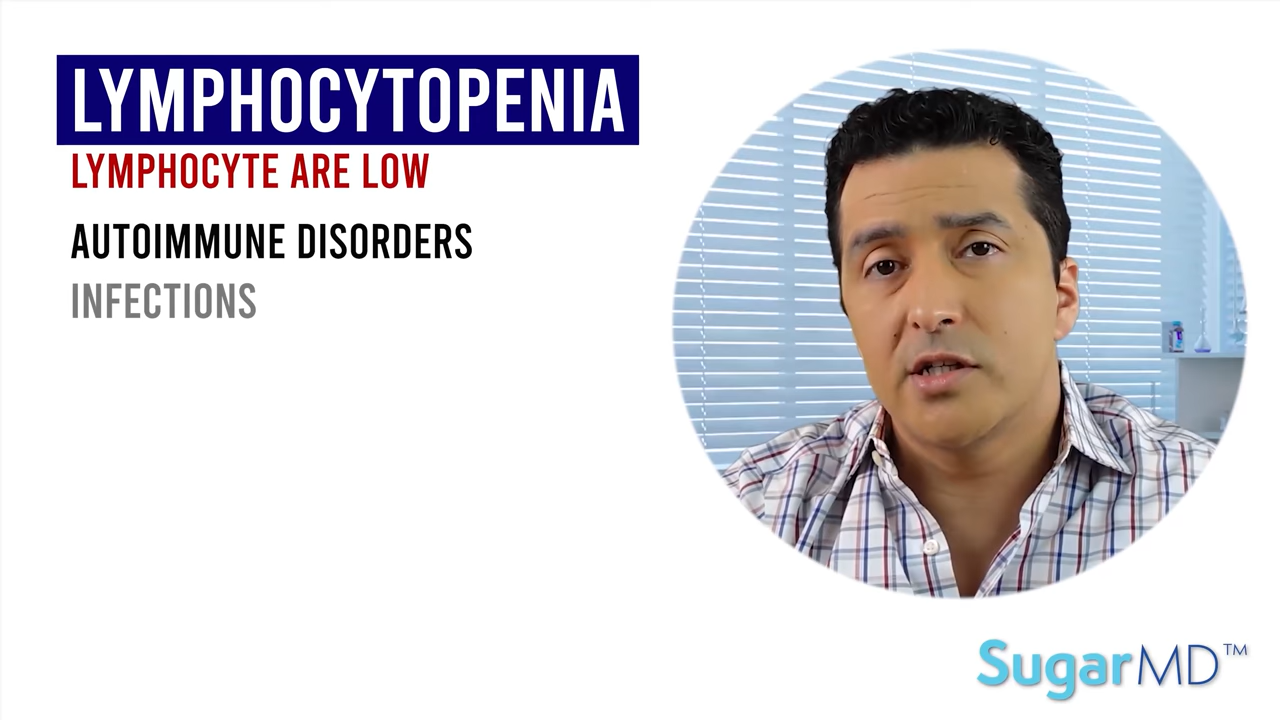 LYMPHOCYTOPENIA
LYMPHOCYTE ARE LOW
AUTOIMMUNE DISORDERS
INFECTIONS
SugarMD™